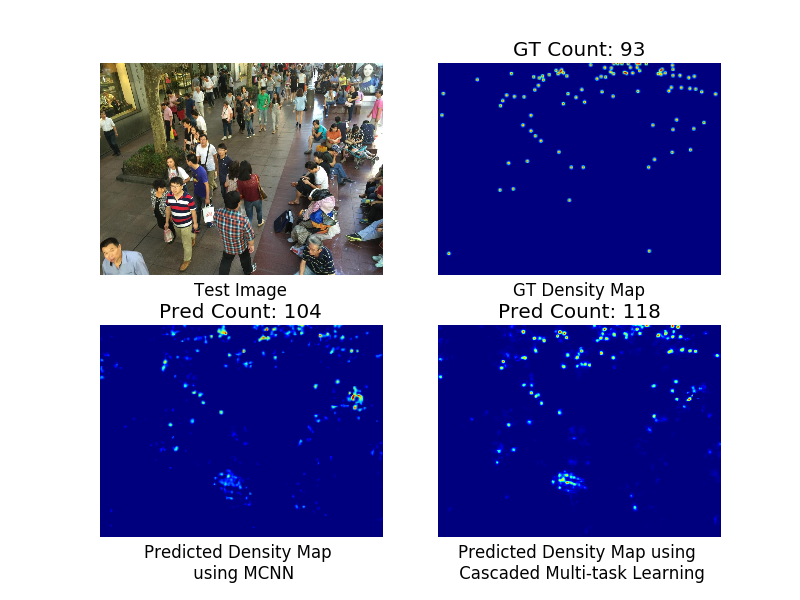 GT Count: 93
Test Image
GT Density Map
Pred Count: 104
Pred Count: 118
Predicted Density Map
using MCNN
Predicted Density Map using
Cascaded Multi-task Learning